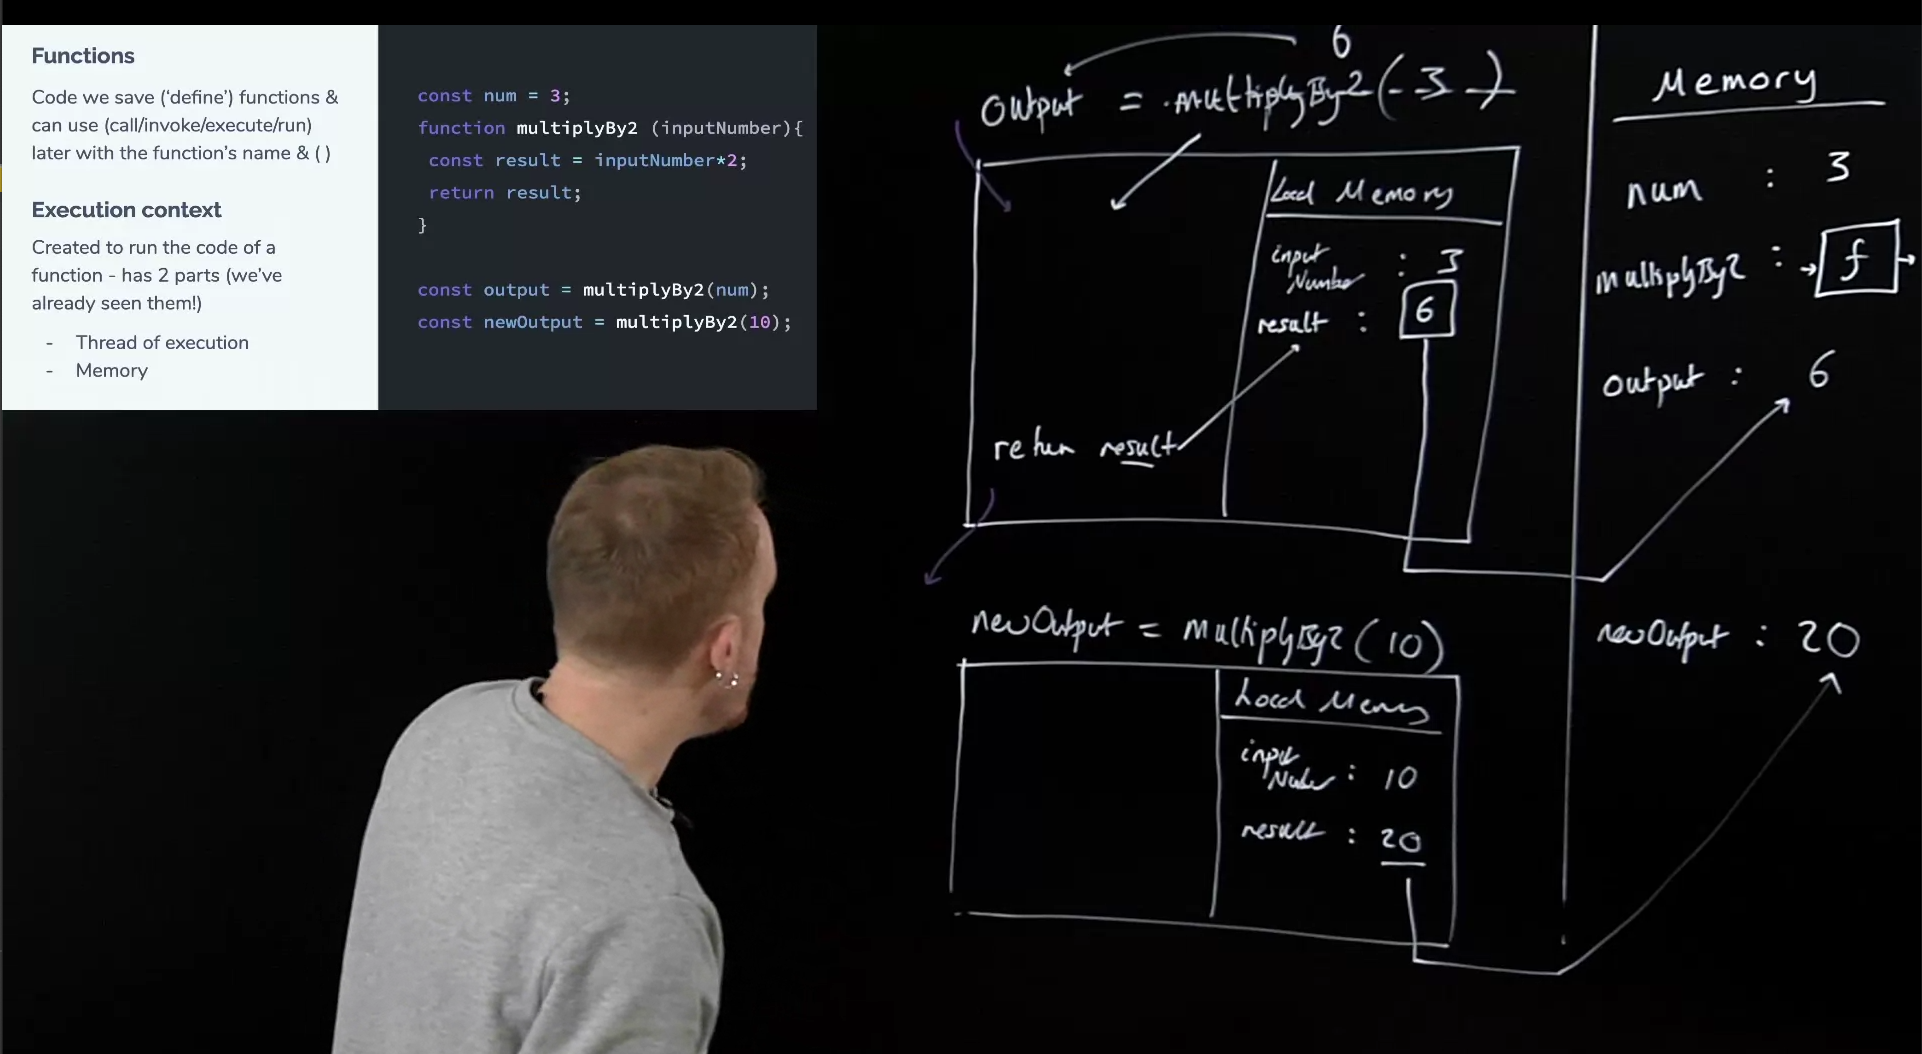 Functions
Code we save (‘define’) functions &
can use (call/invoke/execute/run)
later with the function’s name & ( )
Execution context
Created to run the code of a
function - has 2 parts (we’ve
already seen them!)
- Thread of execution
- Memory
const num = 3;
function multiplyBy2 (inputNumber){
const result = inputNumber*2;
return result;
}
const output = multiplyBy2(num);
const newOutput = multiplyBy2(10);
6
output = multiplyBy2 ( 3 )
Local Memory
input
Number : 3
result : 6
return result
newOutput = multiplyBy2 (10)
Local Memory
input
Number : 10
result : 20
Memory
num : 3
multiplyBy2 : f
output : 6
newOutput : 20